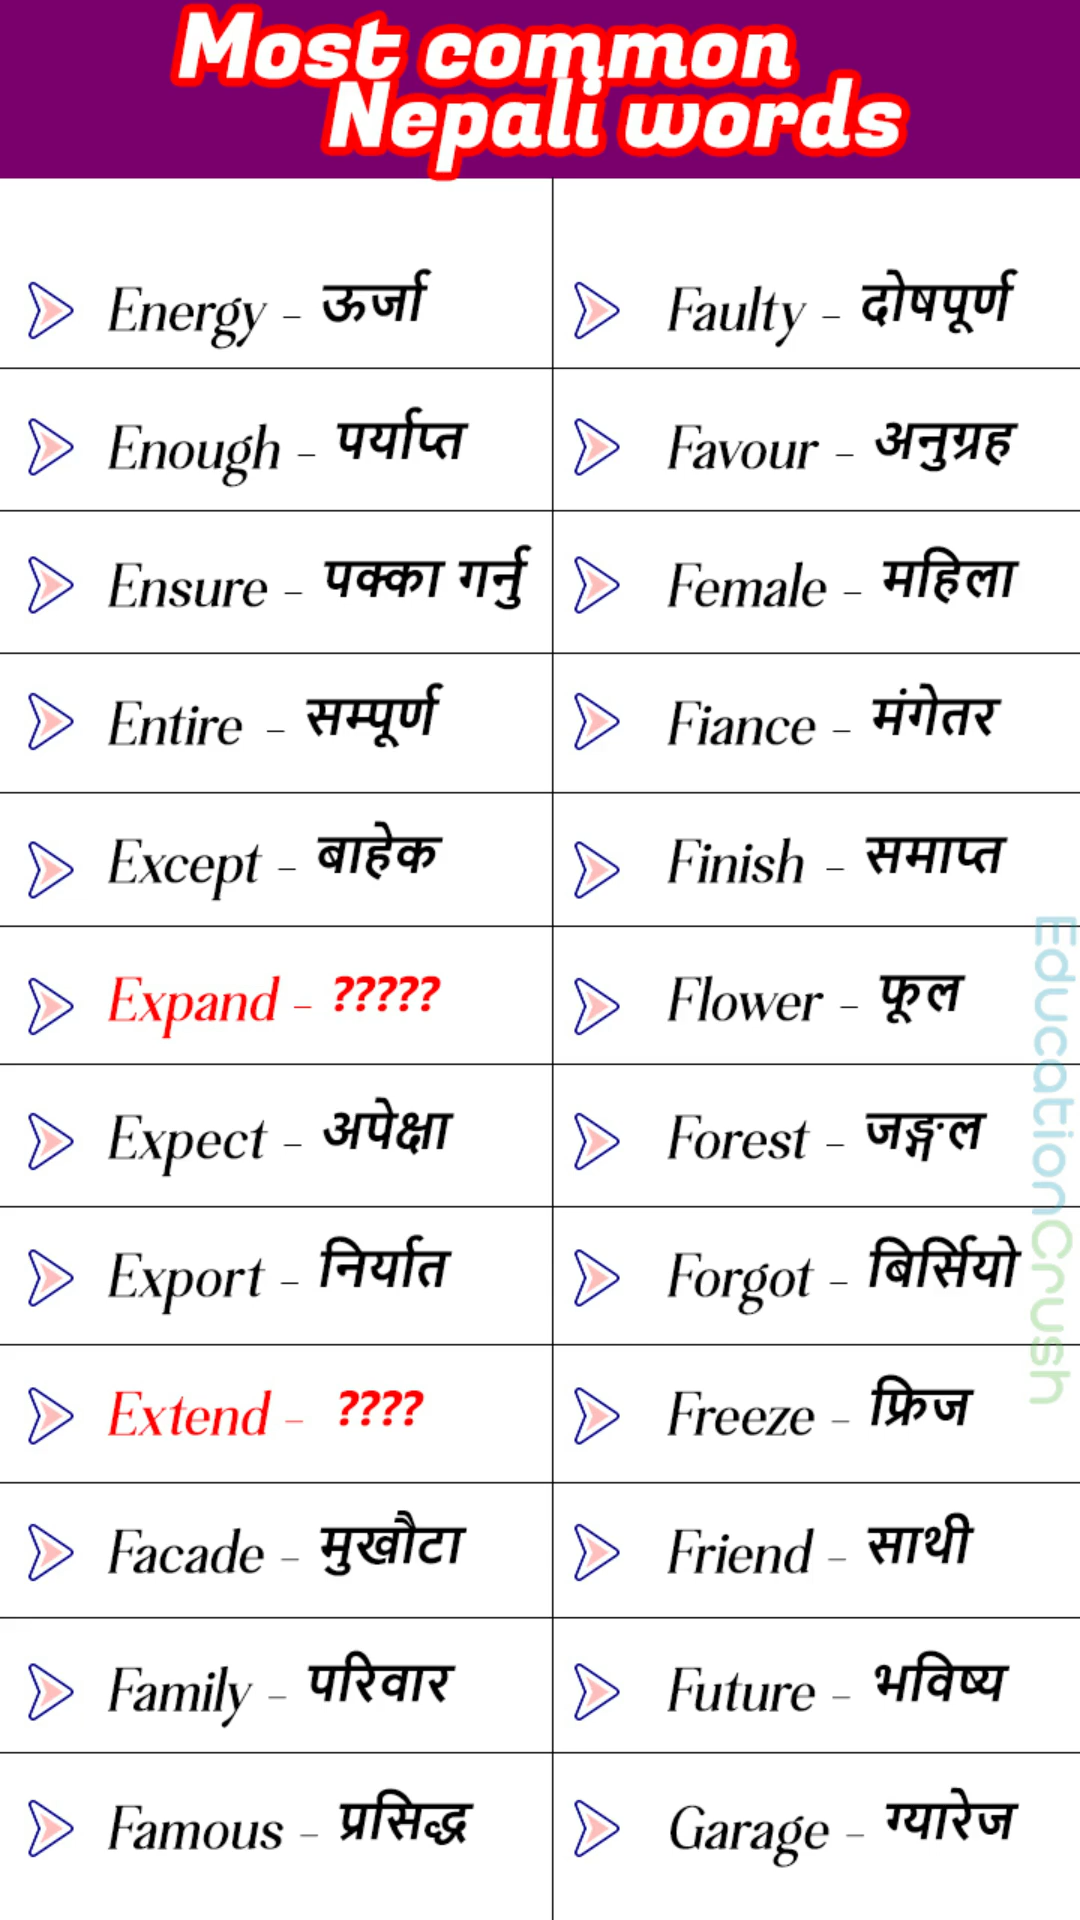 Most common
Nepali words
Energy - ऊर्जा
Faulty - दोषपूर्ण
Enough - पर्याप्त
Favour - अनुग्रह
Ensure - पक्का गर्नु
Female - महिला
Entire - सम्पूर्ण
Fiance - मंगेतर
Except - बाहेक
Finish - समाप्त
Expand - ?????
Flower - फूल
Expect - अपेक्षा
Forest - जङ्गल
Export - निर्यात
Forgot - बिर्सियो
Extend - ????
Freeze - फ्रिज
Facade - मुखौटा
Friend - साथी
Family - परिवार
Future - भविष्य
Famous - प्रसिद्ध
Garage - ग्यारेज
EducationCrush